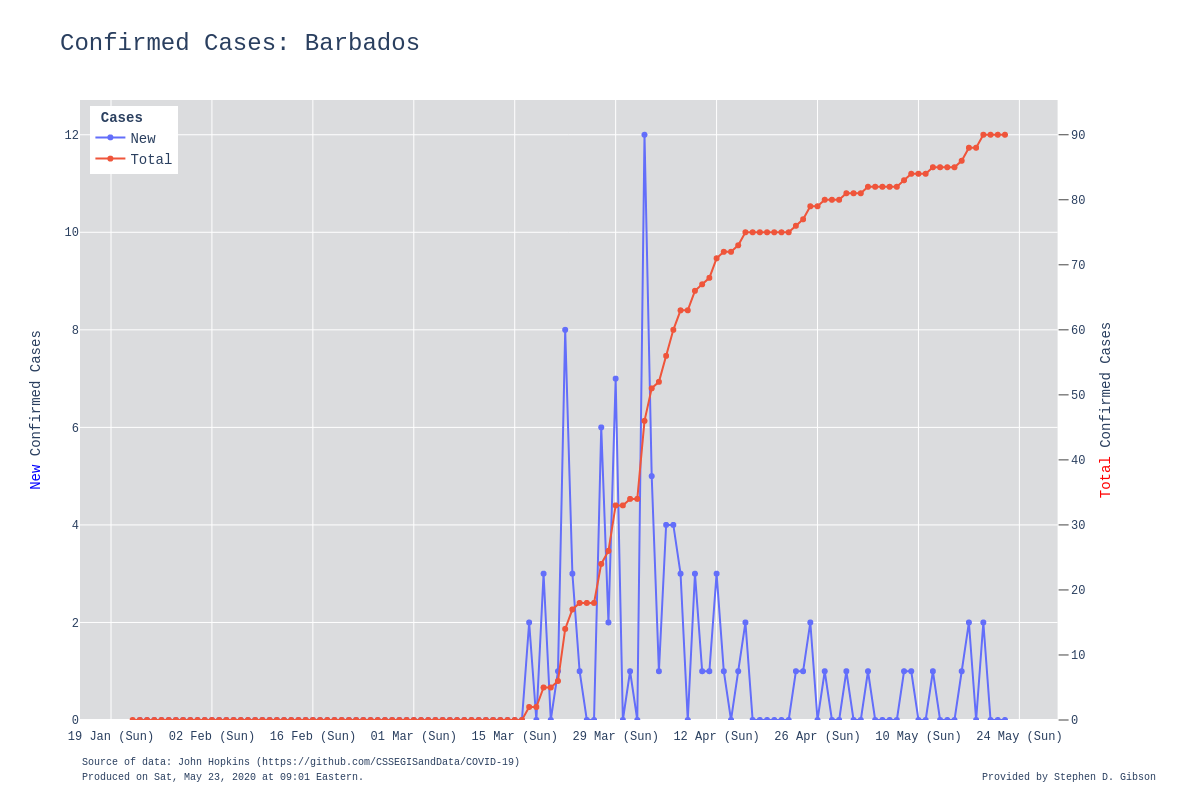 Confirmed Cases: Barbados
Cases
New
Total
12
10
8
6
4
2
0
90
80
70
60
50
40
30
20
10
0
New Confirmed Cases
Total Confirmed Cases
19 Jan (Sun) 02 Feb (Sun) 16 Feb (Sun) 01 Mar (Sun) 15 Mar (Sun) 29 Mar (Sun) 12 Apr (Sun) 26 Apr (Sun) 10 May (Sun) 24 May (Sun)
Source of data: John Hopkins (https://github.com/CSSEGISandData/COVID-19)
Produced on Sat, May 23, 2020 at 09:01 Eastern.
Provided by Stephen D. Gibson